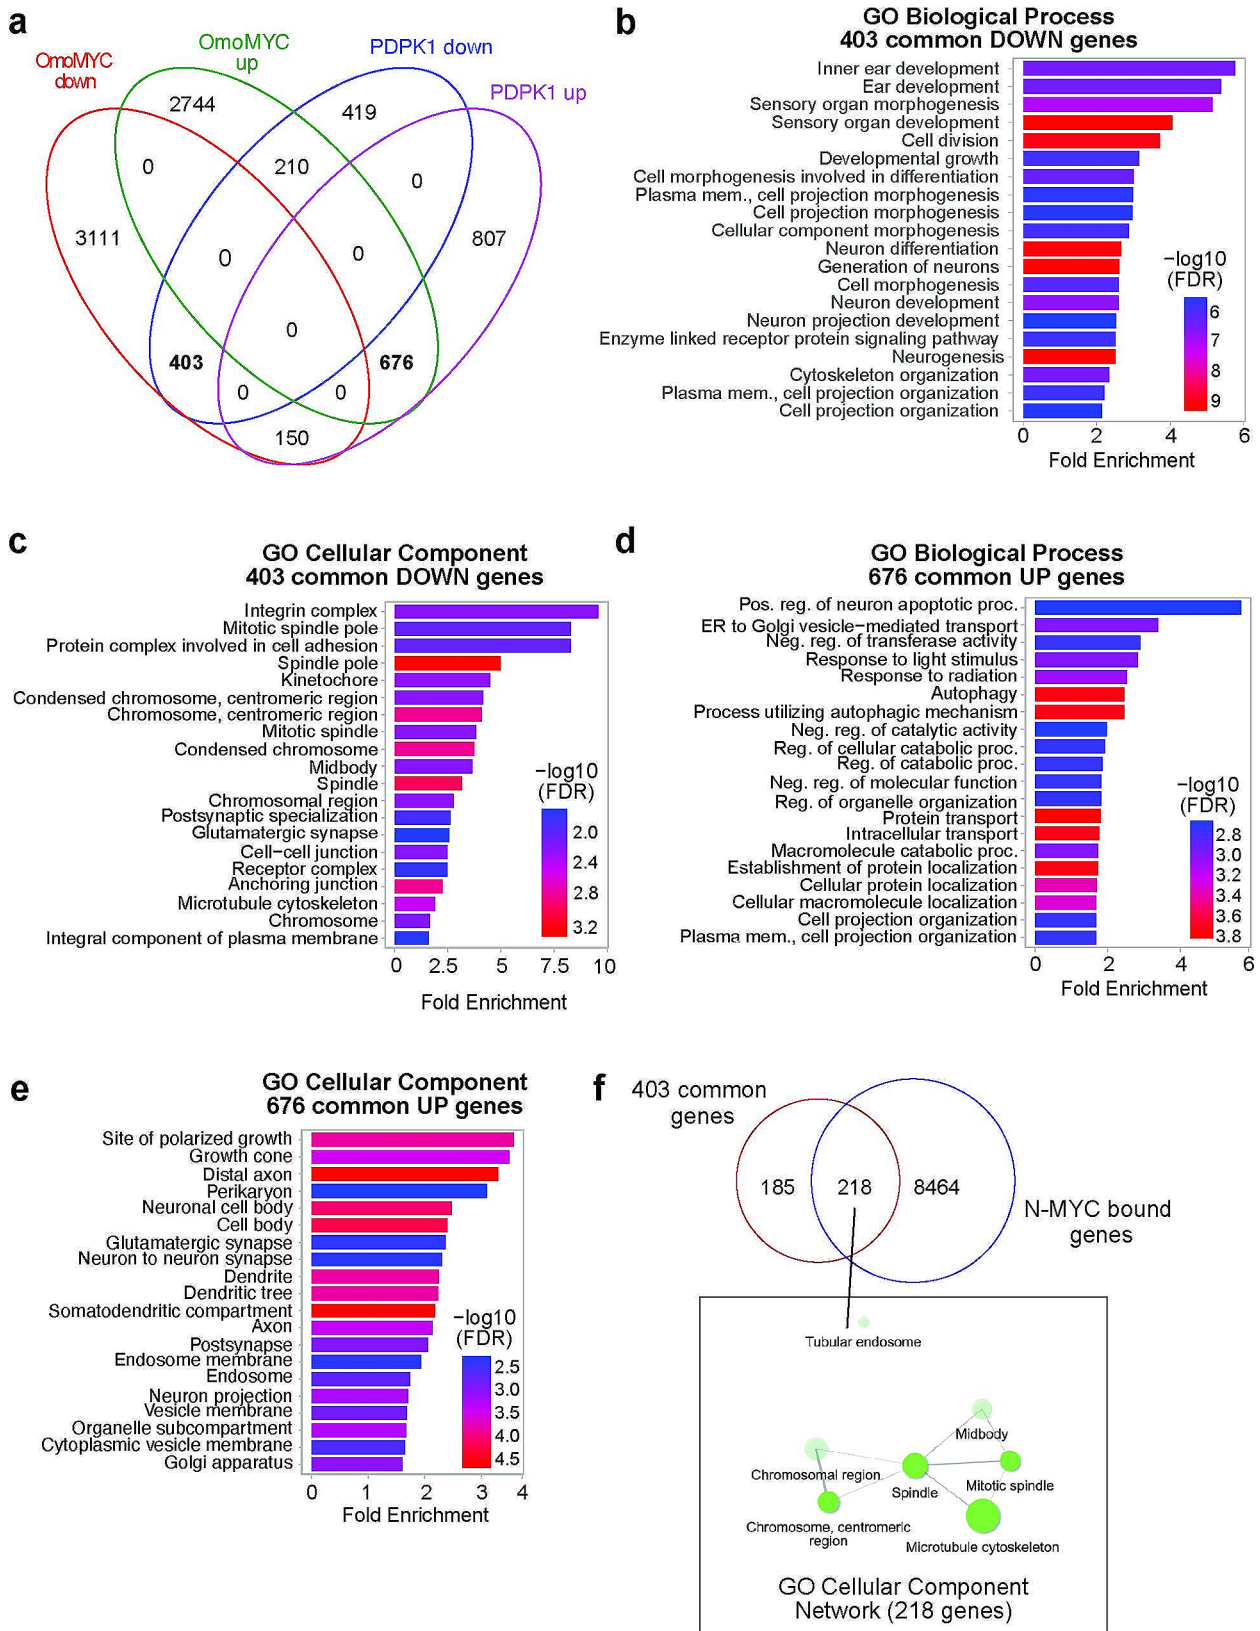 a
OmoMYC
down
OmoMYC
up
PDPK1 down
PDPK1 up
2744
419
0
210
0
3111
807
0
0
0
403
676
0
0
150
b
GO Biological Process
403 common DOWN genes
Inner ear development
Ear development
Sensory organ morphogenesis
Sensory organ development
Cell division
Developmental growth
Cell morphogenesis involved in differentiation
Plasma mem., cell projection morphogenesis
Cell projection morphogenesis
Cellular component morphogenesis
Neuron differentiation
Generation of neurons
Cell morphogenesis
Neuron development
Neuron projection development
Enzyme linked receptor protein signaling pathway
Neurogenesis
Cytoskeleton organization
Plasma mem., cell projection organization
Cell projection organization
−log10
(FDR)
6
7
8
9
0 2 4 6
Fold Enrichment
c
GO Cellular Component
403 common DOWN genes
Integrin complex
Mitotic spindle pole
Protein complex involved in cell adhesion
Spindle pole
Kinetochore
Condensed chromosome, centromeric region
Chromosome, centromeric region
Mitotic spindle
Condensed chromosome
Midbody
Spindle
Chromosomal region
Postsynaptic specialization
Glutamatergic synapse
Cell−cell junction
Receptor complex
Anchoring junction
Microtubule cytoskeleton
Chromosome
Integral component of plasma membrane
−log10
(FDR)
2.0
2.4
2.8
3.2
0 2.5 5 7.5 10
Fold Enrichment
d
GO Biological Process
676 common UP genes
Pos. reg. of neuron apoptotic proc.
ER to Golgi vesicle−mediated transport
Neg. reg. of transferase activity
Response to light stimulus
Response to radiation
Autophagy
Process utilizing autophagic mechanism
Neg. reg. of catalytic activity
Reg. of cellular catabolic proc.
Reg. of catabolic proc.
Neg. reg. of molecular function
Reg. of organelle organization
Protein transport
Intracellular transport
Macromolecule catabolic proc.
Establishment of protein localization
Cellular protein localization
Cellular macromolecule localization
Cell projection organization
Plasma mem., cell projection organization
−log10
(FDR)
2.8
3.0
3.2
3.4
3.6
3.8
0 2 4 6
Fold Enrichment
e
GO Cellular Component
676 common UP genes
Site of polarized growth
Growth cone
Distal axon
Perikaryon
Neuronal cell body
Cell body
Glutamatergic synapse
Neuron to neuron synapse
Dendrite
Dendritic tree
Somatodendritic compartment
Axon
Postsynapse
Endosome membrane
Endosome
Neuron projection
Vesicle membrane
Organelle subcompartment
Cytoplasmic vesicle membrane
Golgi apparatus
−log10
(FDR)
2.5
3.0
3.5
4.0
4.5
0 1 2 3 4
Fold Enrichment
f
403 common
genes
185
218
8464
N-MYC bound
genes
Tubular endosome
Midbody
Chromosomal region
Spindle
Mitotic spindle
Chromosome, centromeric
region
Microtubule cytoskeleton
GO Cellular Component
Network (218 genes)